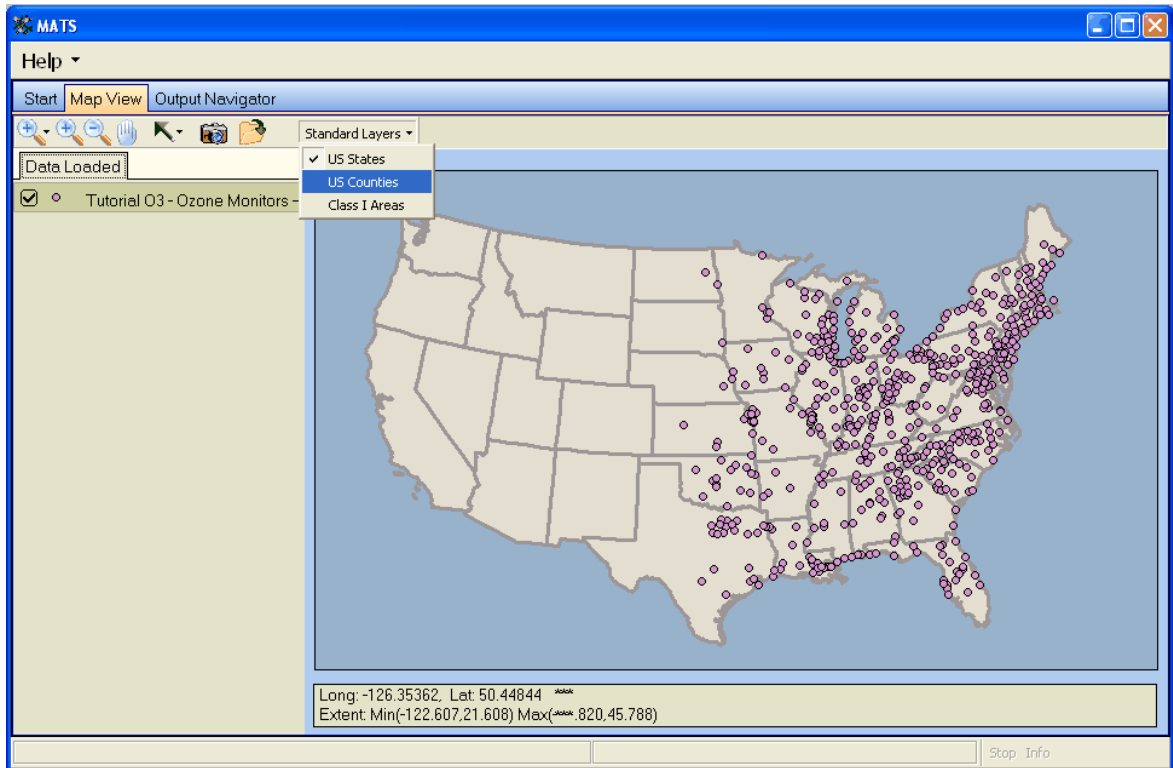 MATS
Help
Start Map View Output Navigator
Standard Layers
Data Loaded
US States
US Counties
Class I Areas
Tutorial O3 - Ozone Monitors -
Long: -126.35362, Lat: 50.44844 ***
Extent: Min(-122.607,21.608) Max(-***.820,45.788)
Stop Info